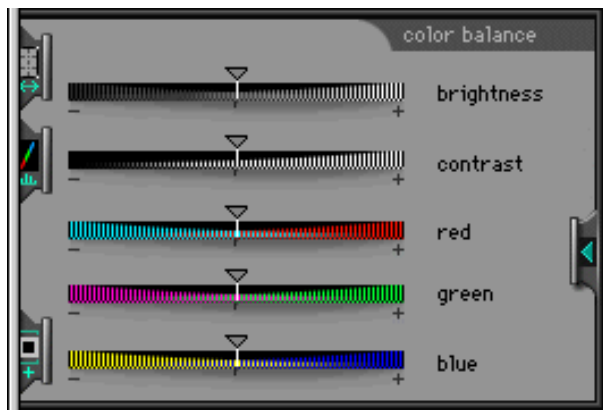 color balance
brightness
- +
contrast
- +
red
- +
green
- +
blue
- +